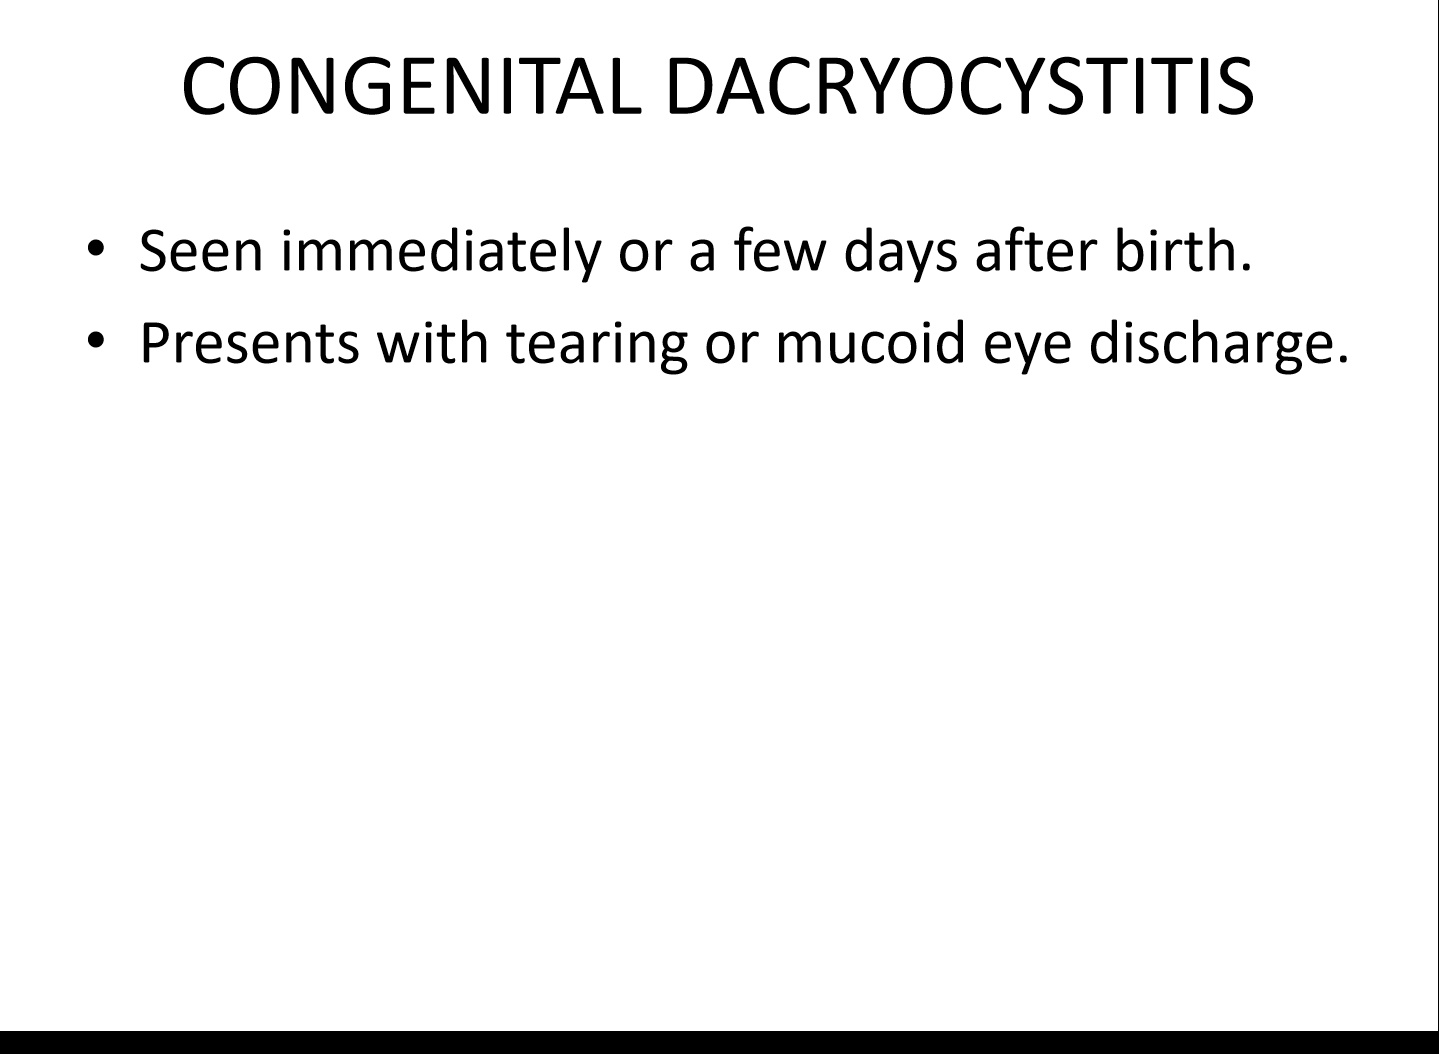 CONGENITAL DACRYOCYSTITIS
• Seen immediately or a few days after birth.
• Presents with tearing or mucoid eye discharge.